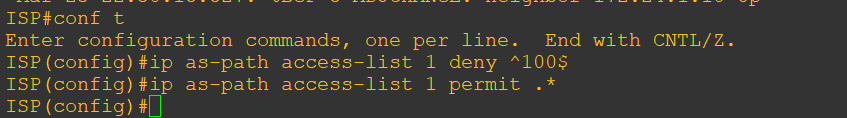 ISP#conf t
Enter configuration commands, one per line.  End with CNTL/Z.
ISP(config)#ip as-path access-list 1 deny ^100$
ISP(config)#ip as-path access-list 1 permit .*
ISP(config)#